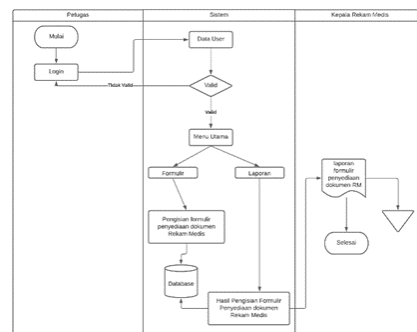 Petugas
Sistem
Kepala Rekam Medis
Mulai
Data User
Login
Valid
Tidak Valid
Valid
Menu Utama
Formulir
Laporan
laporan
formulir
penyediaan
dokumen RM
Pengisian formulir
penyediaan dokumen
Rekam Medis
Selesai
Database
Hasil Pengisian Formulir
Penyediaan dokumen
Rekam Medis